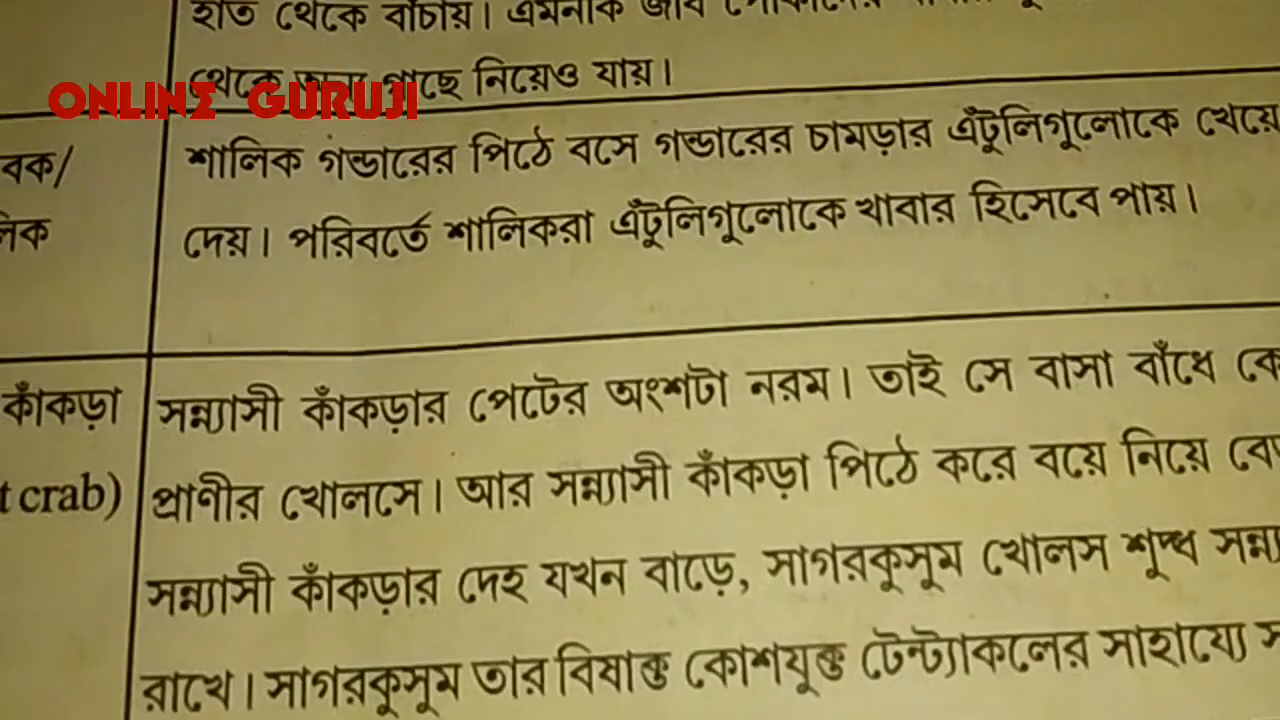 হাত থেকে বাঁচায়। এমনকি জাব
থেকে অন্য গাছে নিয়েও যায়।
ONLINE GURUJI
বক/ শালিক গন্ডারের পিঠে বসে গন্ডারের চামড়ার এঁটুলিগুলোকে খেয়ে
লিক দেয়। পরিবর্তে শালিকরা এঁটুলিগুলোকে খাবার হিসেবে পায়।
কাঁকড়া সন্ন্যাসী কাঁকড়ার পেটের অংশটা নরম। তাই সে বাসা বাঁধে
t crab) প্রাণীর খোলসে। আর সন্ন্যাসী কাঁকড়া পিঠে করে বয়ে নিয়ে
সন্ন্যাসী কাঁকড়ার দেহ যখন বাড়ে, সাগরকুসুম খোলস শুদ্ধ
রাখে। সাগরকুসুম তার বিষাক্ত কোশযুক্ত টেন্ট্যাকলের সাহায্যে